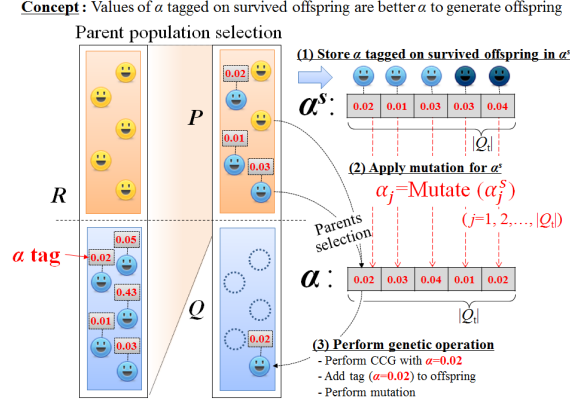 Concept : Values of α tagged on survived offspring are better α to generate offspring
Parent population selection
(1) Store α tagged on survived offspring in αˢ
0.02
P
αˢ:
0.02 0.01 0.03 0.03 0.04
|Qₜ|
0.01
0.03
(2) Apply mutation for αˢ
αⱼ=Mutate (αⱼˢ)
(j=1, 2,…, |Qₜ|)
R
Parents
selection
α tag
0.05
0.02
0.43
0.01
0.03
Q
α:
0.02 0.03 0.04 0.01 0.02
|Qₜ|
0.02
(3) Perform genetic operation
- Perform CCG with α=0.02
- Add tag (α=0.02) to offspring
- Perform mutation